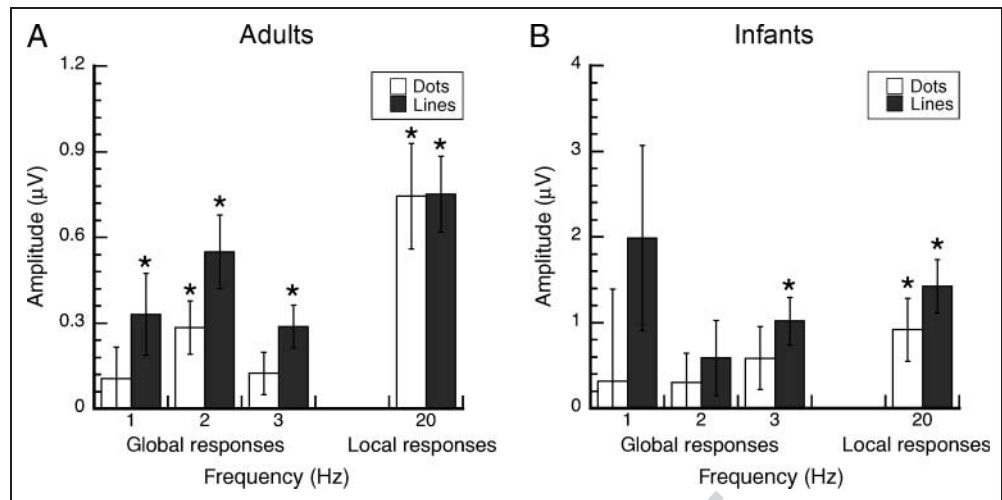 A Adults
1.2
0.9
0.6
0.3
0
Amplitude (μV)
Dots
Lines
* * * * * *
1 2 3 20
Global responses Local responses
Frequency (Hz)
B Infants
4
3
2
1
0
Amplitude (μV)
Dots
Lines
* * *
1 2 3 20
Global responses Local responses
Frequency (Hz)